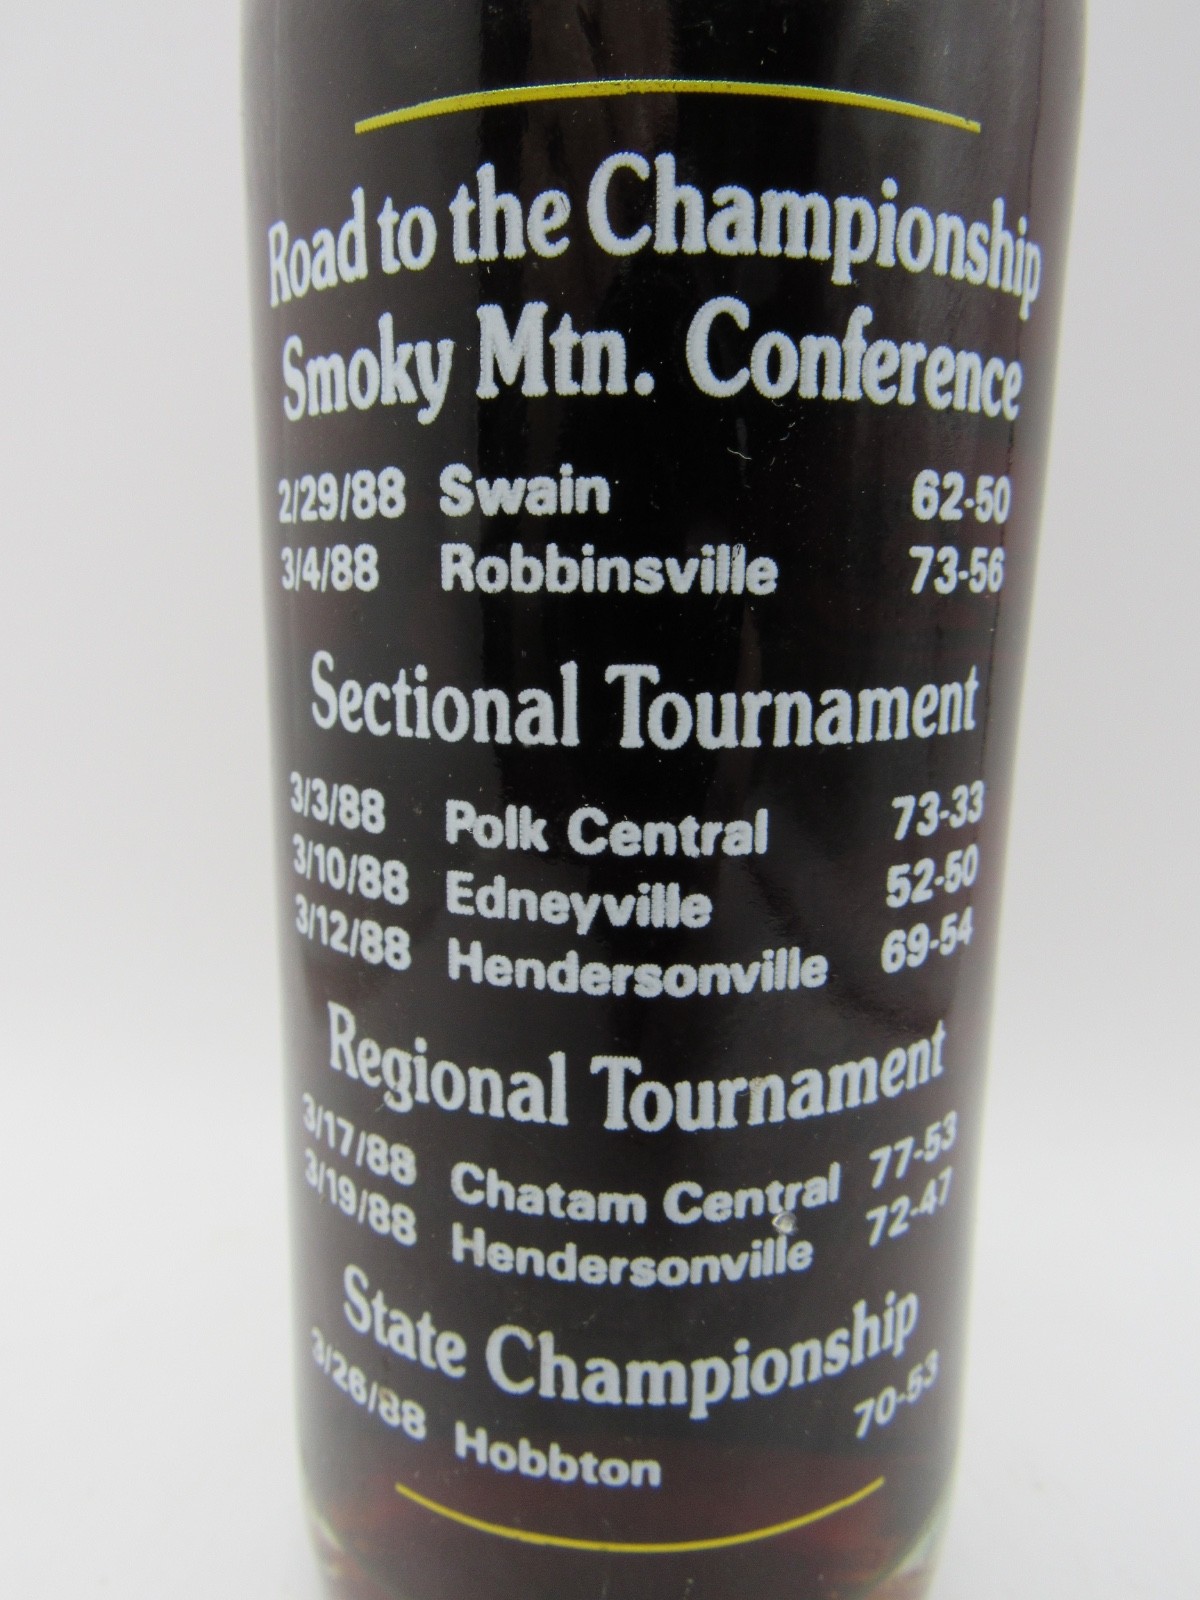 Road to the Championship
Smoky Mtn. Conference
2/29/88 Swain 62-50
3/4/88 Robbinsville 73-56
Sectional Tournament
3/3/88 Polk Central 73-33
3/10/88 Edneyville 52-50
3/12/88 Hendersonville 69-54
Regional Tournament
3/17/88 Chatam Central 77-53
3/19/88 Hendersonville 72-47
State Championship
3/26/88 Hobbton 70-53